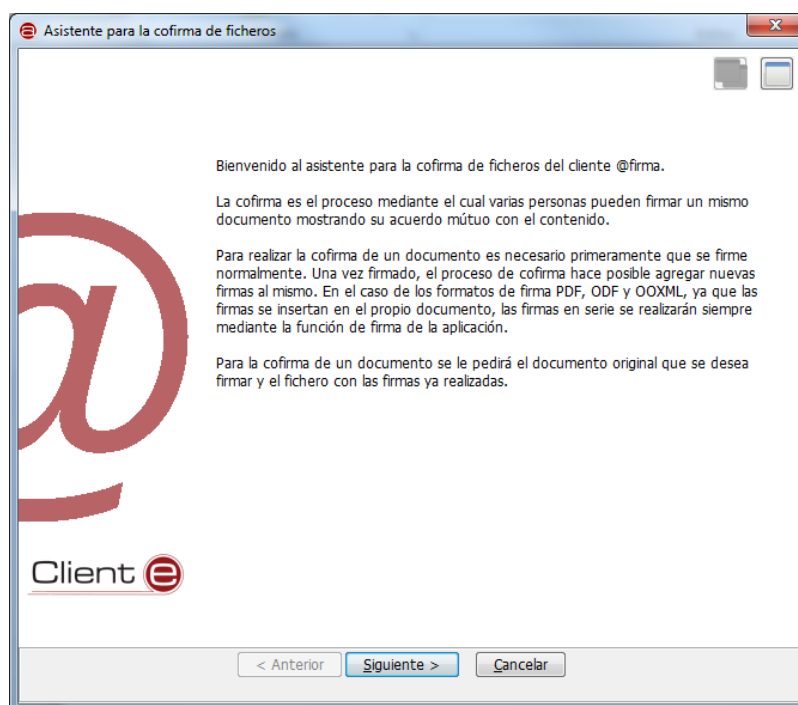 Asistente para la cofirma de ficheros
Bienvenido al asistente para la cofirma de ficheros del cliente @firma.
La cofirma es el proceso mediante el cual varias personas pueden firmar un mismo
documento mostrando su acuerdo mútuo con el contenido.
Para realizar la cofirma de un documento es necesario primeramente que se firme
normalmente. Una vez firmado, el proceso de cofirma hace posible agregar nuevas
firmas al mismo. En el caso de los formatos de firma PDF, ODF y OOXML, ya que las
firmas se insertan en el propio documento, las firmas en serie se realizarán siempre
mediante la función de firma de la aplicación.
Para la cofirma de un documento se le pedirá el documento original que se desea
firmar y el fichero con las firmas ya realizadas.
@
Client e
< Anterior
Siguiente >
Cancelar